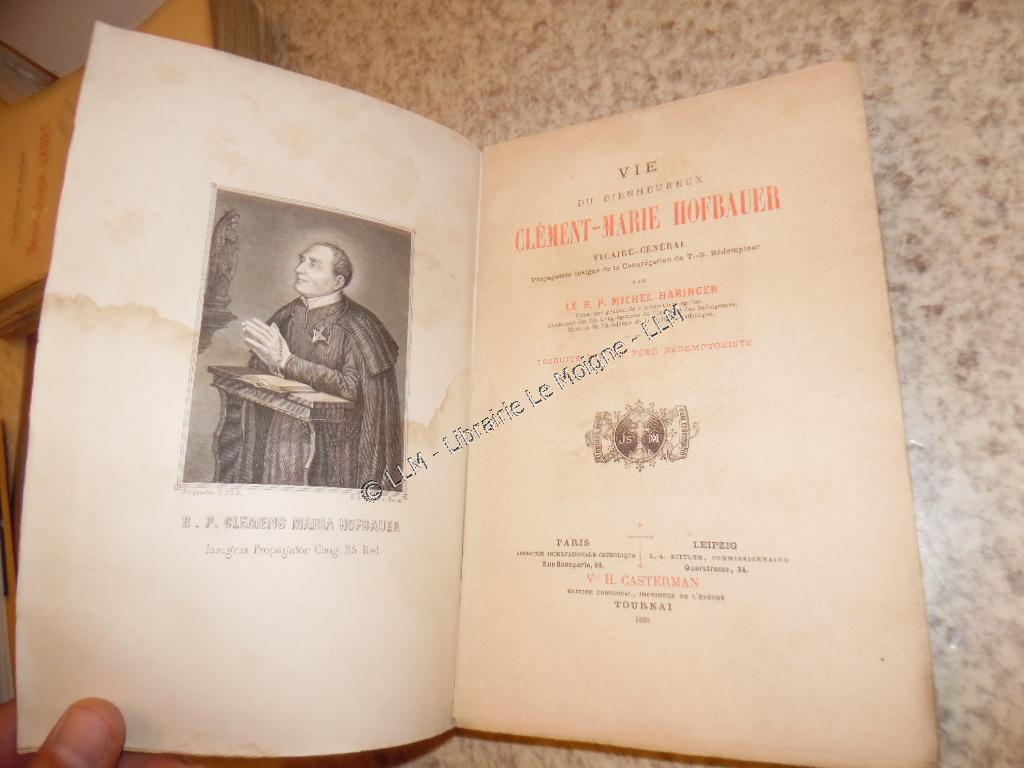 B. P. CLEMENS MARIA HOFBAUER
Insignis Propagator Cong. SS. Red.
VIE
DU BIENHEUREUX
CLÉMENT-MARIE HOFBAUER
VICAIRE-GÉNÉRAL
Propagateur insigne de la Congrégation du T.-S. Rédempteur
PAR
LE R. P. MICHEL HARINGER
TRADUITE PÈRE RÉDEMPTORISTE
JS M
PARIS
LIBRAIRIE INTERNATIONALE-CATHOLIQUE
Rue Bonaparte, 66.
LEIPZIG
L.-A. KITTLER, COMMISSIONNAIRE
Querstrasse, 34.
Vve H. CASTERMAN
ÉDITEUR PONTIFICAL, IMPRIMEUR DE L'ÉVÊCHÉ
TOURNAI
© LLM - Librairie Le Moigne - LLM